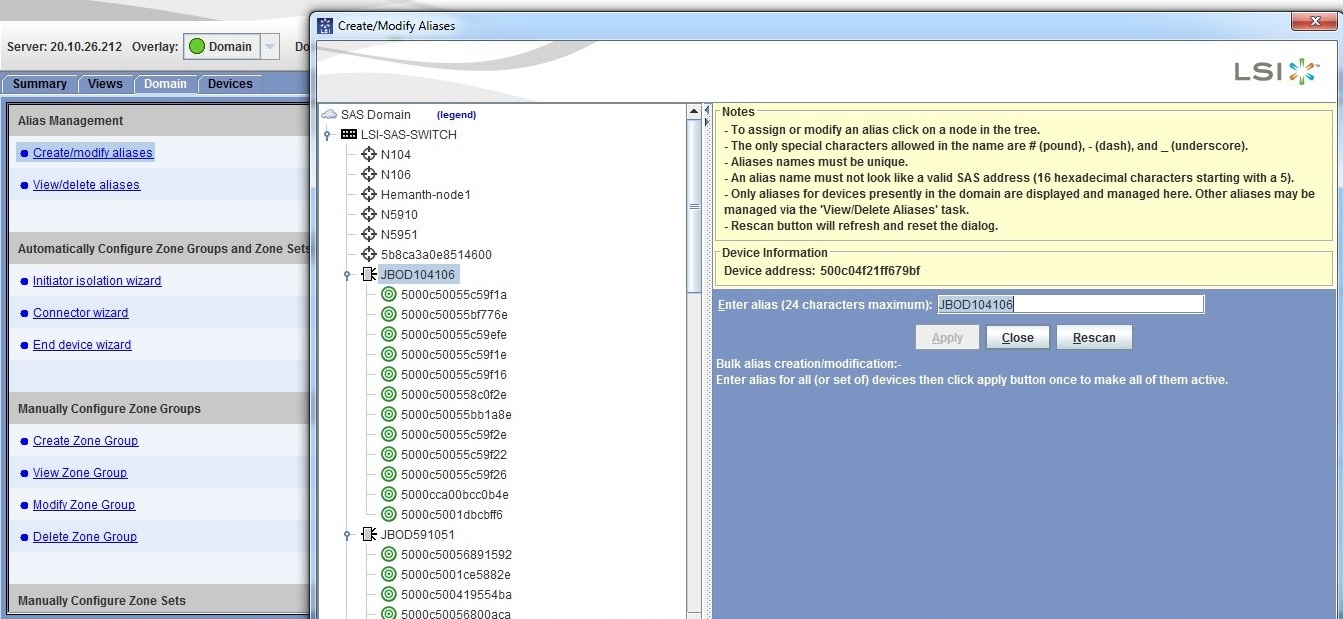 Server: 20.10.26.212 Overlay: Domain Do
Summary Views Domain Devices
Alias Management
Create/modify aliases
View/delete aliases
Automatically Configure Zone Groups and Zone Sets
Initiator isolation wizard
Connector wizard
End device wizard
Manually Configure Zone Groups
Create Zone Group
View Zone Group
Modify Zone Group
Delete Zone Group
Manually Configure Zone Sets
LSI Create/Modify Aliases
LSI
SAS Domain (legend)
LSI-SAS-SWITCH
N104
N106
Hemanth-node1
N5910
N5951
5b8ca3a0e8514600
JBOD104106
5000c50055c59f1a
5000c50055bf776e
5000c50055c59efe
5000c50055c59f1e
5000c50055c59f16
5000c500558c0f2e
5000c50055bb1a8e
5000c50055c59f2e
5000c50055c59f22
5000c50055c59f26
5000cca00bcc0b4e
5000c5001dbcbff6
JBOD591051
5000c50056891592
5000c5001ce5882e
5000c500419554ba
5000c50056800aca
Notes
- To assign or modify an alias click on a node in the tree.
- The only special characters allowed in the name are # (pound), - (dash), and _ (underscore).
- Aliases names must be unique.
- An alias name must not look like a valid SAS address (16 hexadecimal characters starting with a 5).
- Only aliases for devices presently in the domain are displayed and managed here. Other aliases may be
managed via the 'View/Delete Aliases' task.
- Rescan button will refresh and reset the dialog.
Device Information
Device address: 500c04f21ff679bf
Enter alias (24 characters maximum): JBOD104106
Apply Close Rescan
Bulk alias creation/modification:-
Enter alias for all (or set of) devices then click apply button once to make all of them active.